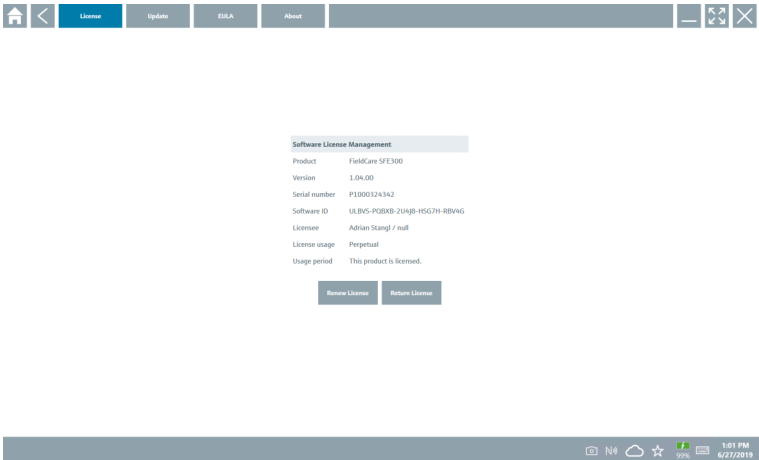 License Update EULA About
Software License Management
Product FieldCare SFE300
Version 1.04.00
Serial number P1000324342
Software ID ULBVS-PQBXB-2U4J8-HSG7H-RBV4G
Licensee Adrian Stangl / null
License usage Perpetual
Usage period This product is licensed.
Renew License Return License
99% 1:01 PM
6/27/2019